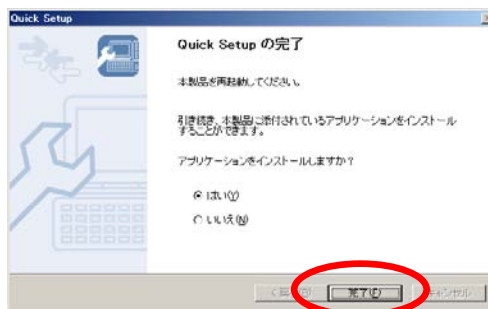 Quick Setup
Quick Setup の完了
本製品を再起動してください。
引き続き、本製品に添付されているアプリケーションをインストール
することができます。
アプリケーションをインストールしますか?
はい(Y)
いいえ(N)
完了(F)
キャンセル